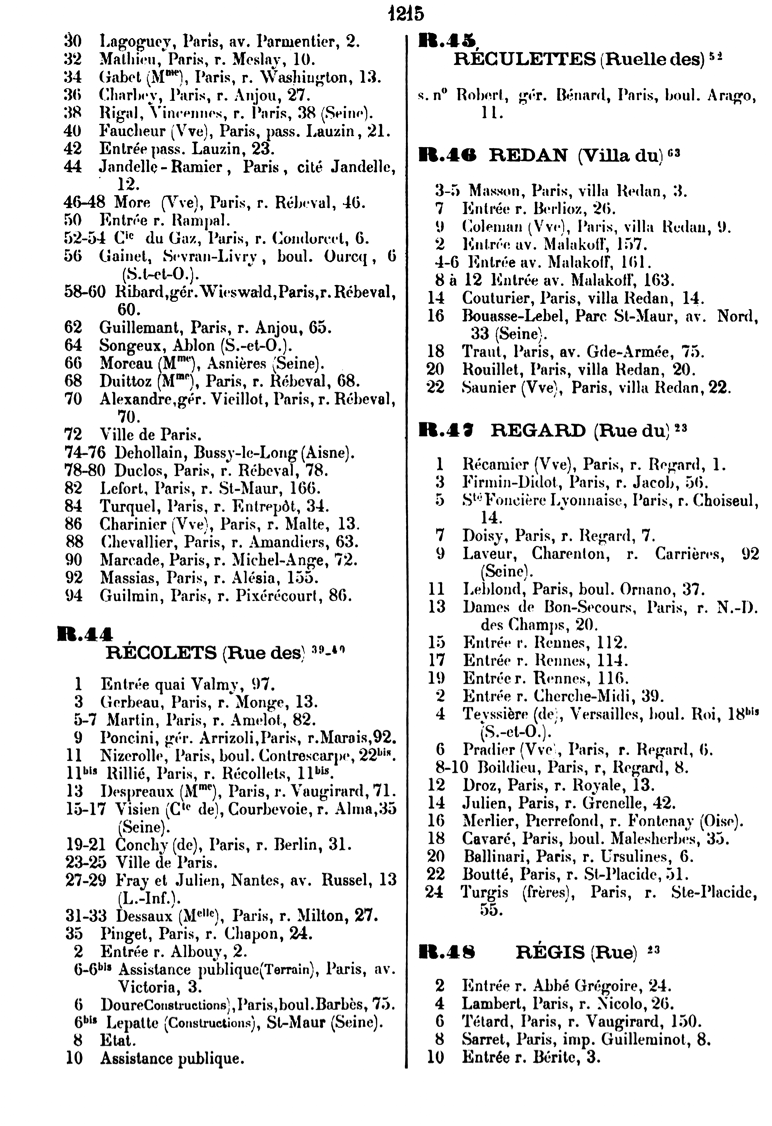 1215
30 Lagoguey, Paris, av. Parmentier, 2.
32 Mathieu, Paris, r. Meslay, 10.
34 Gabet (Mme), Paris, r. Washington, 13.
36 Charbey, Paris, r. Anjou, 27.
38 Rigal, Vincennes, r. Paris, 38 (Seine).
40 Faucheur (Vve), Paris, pass. Lauzin, 21.
42 Entrée pass. Lauzin, 23.
44 Jandelle-Ramier, Paris, cité Jandelle,
12.
46-48 More (Vve), Paris, r. Rébeval, 46.
50 Entrée r. Rampal.
52-54 Cie du Gaz, Paris, r. Condorcet, 6.
56 Gainet, Sevran-Livry, boul. Ourcq, 6
(S.-et-O.).
58-60 Ribard, gér. Wieswald, Paris, r. Rébeval,
60.
62 Guillemant, Paris, r. Anjou, 65.
64 Songeux, Ablon (S.-et-O.).
66 Moreau (Mme), Asnières (Seine).
68 Duittoz (Mme), Paris, r. Rébeval, 68.
70 Alexandre, gér. Vieillot, Paris, r. Rébeval,
70.
72 Ville de Paris.
74-76 Dehollain, Bussy-le-Long (Aisne).
78-80 Duclos, Paris, r. Rébeval, 78.
82 Lefort, Paris, r. St-Maur, 166.
84 Turquel, Paris, r. Entrepôt, 34.
86 Charinier (Vve), Paris, r. Malte, 13.
88 Chevallier, Paris, r. Amandiers, 63.
90 Marcade, Paris, r. Michel-Ange, 72.
92 Massias, Paris, r. Alésia, 155.
94 Guilmin, Paris, r. Pixérécourt, 86.
R.44
RÉCOLETS (Rue des) 39-40
1 Entrée quai Valmy, 97.
3 Gerbeau, Paris, r. Monge, 13.
5-7 Martin, Paris, r. Amelot, 82.
9 Poncini, gér. Arrizoli, Paris, r. Marais, 92.
11 Nizerolle, Paris, boul. Contrescarpe, 22bis.
11bis Rillié, Paris, r. Récollets, 11bis.
13 Despreaux (Mme), Paris, r. Vaugirard, 71.
15-17 Visien (Cte de), Courbevoie, r. Alma, 35
(Seine).
19-21 Conchy (de), Paris, r. Berlin, 31.
23-25 Ville de Paris.
27-29 Fray et Julien, Nantes, av. Russel, 13
(L.-Inf.).
31-33 Dessaux (Melle), Paris, r. Milton, 27.
35 Pinget, Paris, r. Chapon, 24.
2 Entrée r. Albouy, 2.
6-6bis Assistance publique (Terrain), Paris, av.
Victoria, 3.
6 Doure Constructions), Paris, boul. Barbès, 75.
6bis Lepatte (Constructions), St-Maur (Seine).
8 Etat.
10 Assistance publique.
R.45
RÉCULETTES (Ruelle des) 52
s. no Robert, gér. Bénard, Paris, boul. Arago,
11.
R.46 REDAN (Villa du) 63
3-5 Masson, Paris, villa Redan, 3.
7 Entrée r. Berlioz, 26.
9 Coleman (Vve), Paris, villa Redan, 9.
2 Entrée av. Malakoff, 157.
4-6 Entrée av. Malakoff, 161.
8 à 12 Entrée av. Malakoff, 163.
14 Couturier, Paris, villa Redan, 14.
16 Bouasse-Lebel, Parc St-Maur, av. Nord,
33 (Seine).
18 Traut, Paris, av. Gde-Armée, 75.
20 Rouillet, Paris, villa Redan, 20.
22 Saunier (Vve), Paris, villa Redan, 22.
R.47 REGARD (Rue du) 23
1 Récamier (Vve), Paris, r. Regard, 1.
3 Firmin-Didot, Paris, r. Jacob, 56.
5 Sté Foncière Lyonnaise, Paris, r. Choiseul,
14.
7 Doisy, Paris, r. Regard, 7.
9 Laveur, Charenton, r. Carrières, 92
(Seine).
11 Leblond, Paris, boul. Ornano, 37.
13 Dames de Bon-Secours, Paris, r. N.-D.
des Champs, 20.
15 Entrée r. Rennes, 112.
17 Entrée r. Rennes, 114.
19 Entrée r. Rennes, 116.
2 Entrée r. Cherche-Midi, 39.
4 Teyssière (de), Versailles, boul. Roi, 18bis
(S.-et-O.).
6 Pradier (Vve), Paris, r. Regard, 6.
8-10 Boildieu, Paris, r, Regard, 8.
12 Droz, Paris, r. Royale, 13.
14 Julien, Paris, r. Grenelle, 42.
16 Merlier, Pierrefond, r. Fontenay (Oise).
18 Cavaré, Paris, boul. Malesherbes, 35.
20 Ballinari, Paris, r. Ursulines, 6.
22 Boutté, Paris, r. St-Placide, 51.
24 Turgis (frères), Paris, r. Ste-Placide,
55.
R.48 RÉGIS (Rue) 23
2 Entrée r. Abbé Grégoire, 24.
4 Lambert, Paris, r. Nicolo, 26.
6 Tétard, Paris, r. Vaugirard, 150.
8 Sarret, Paris, imp. Guilleminot, 8.
10 Entrée r. Bérite, 3.